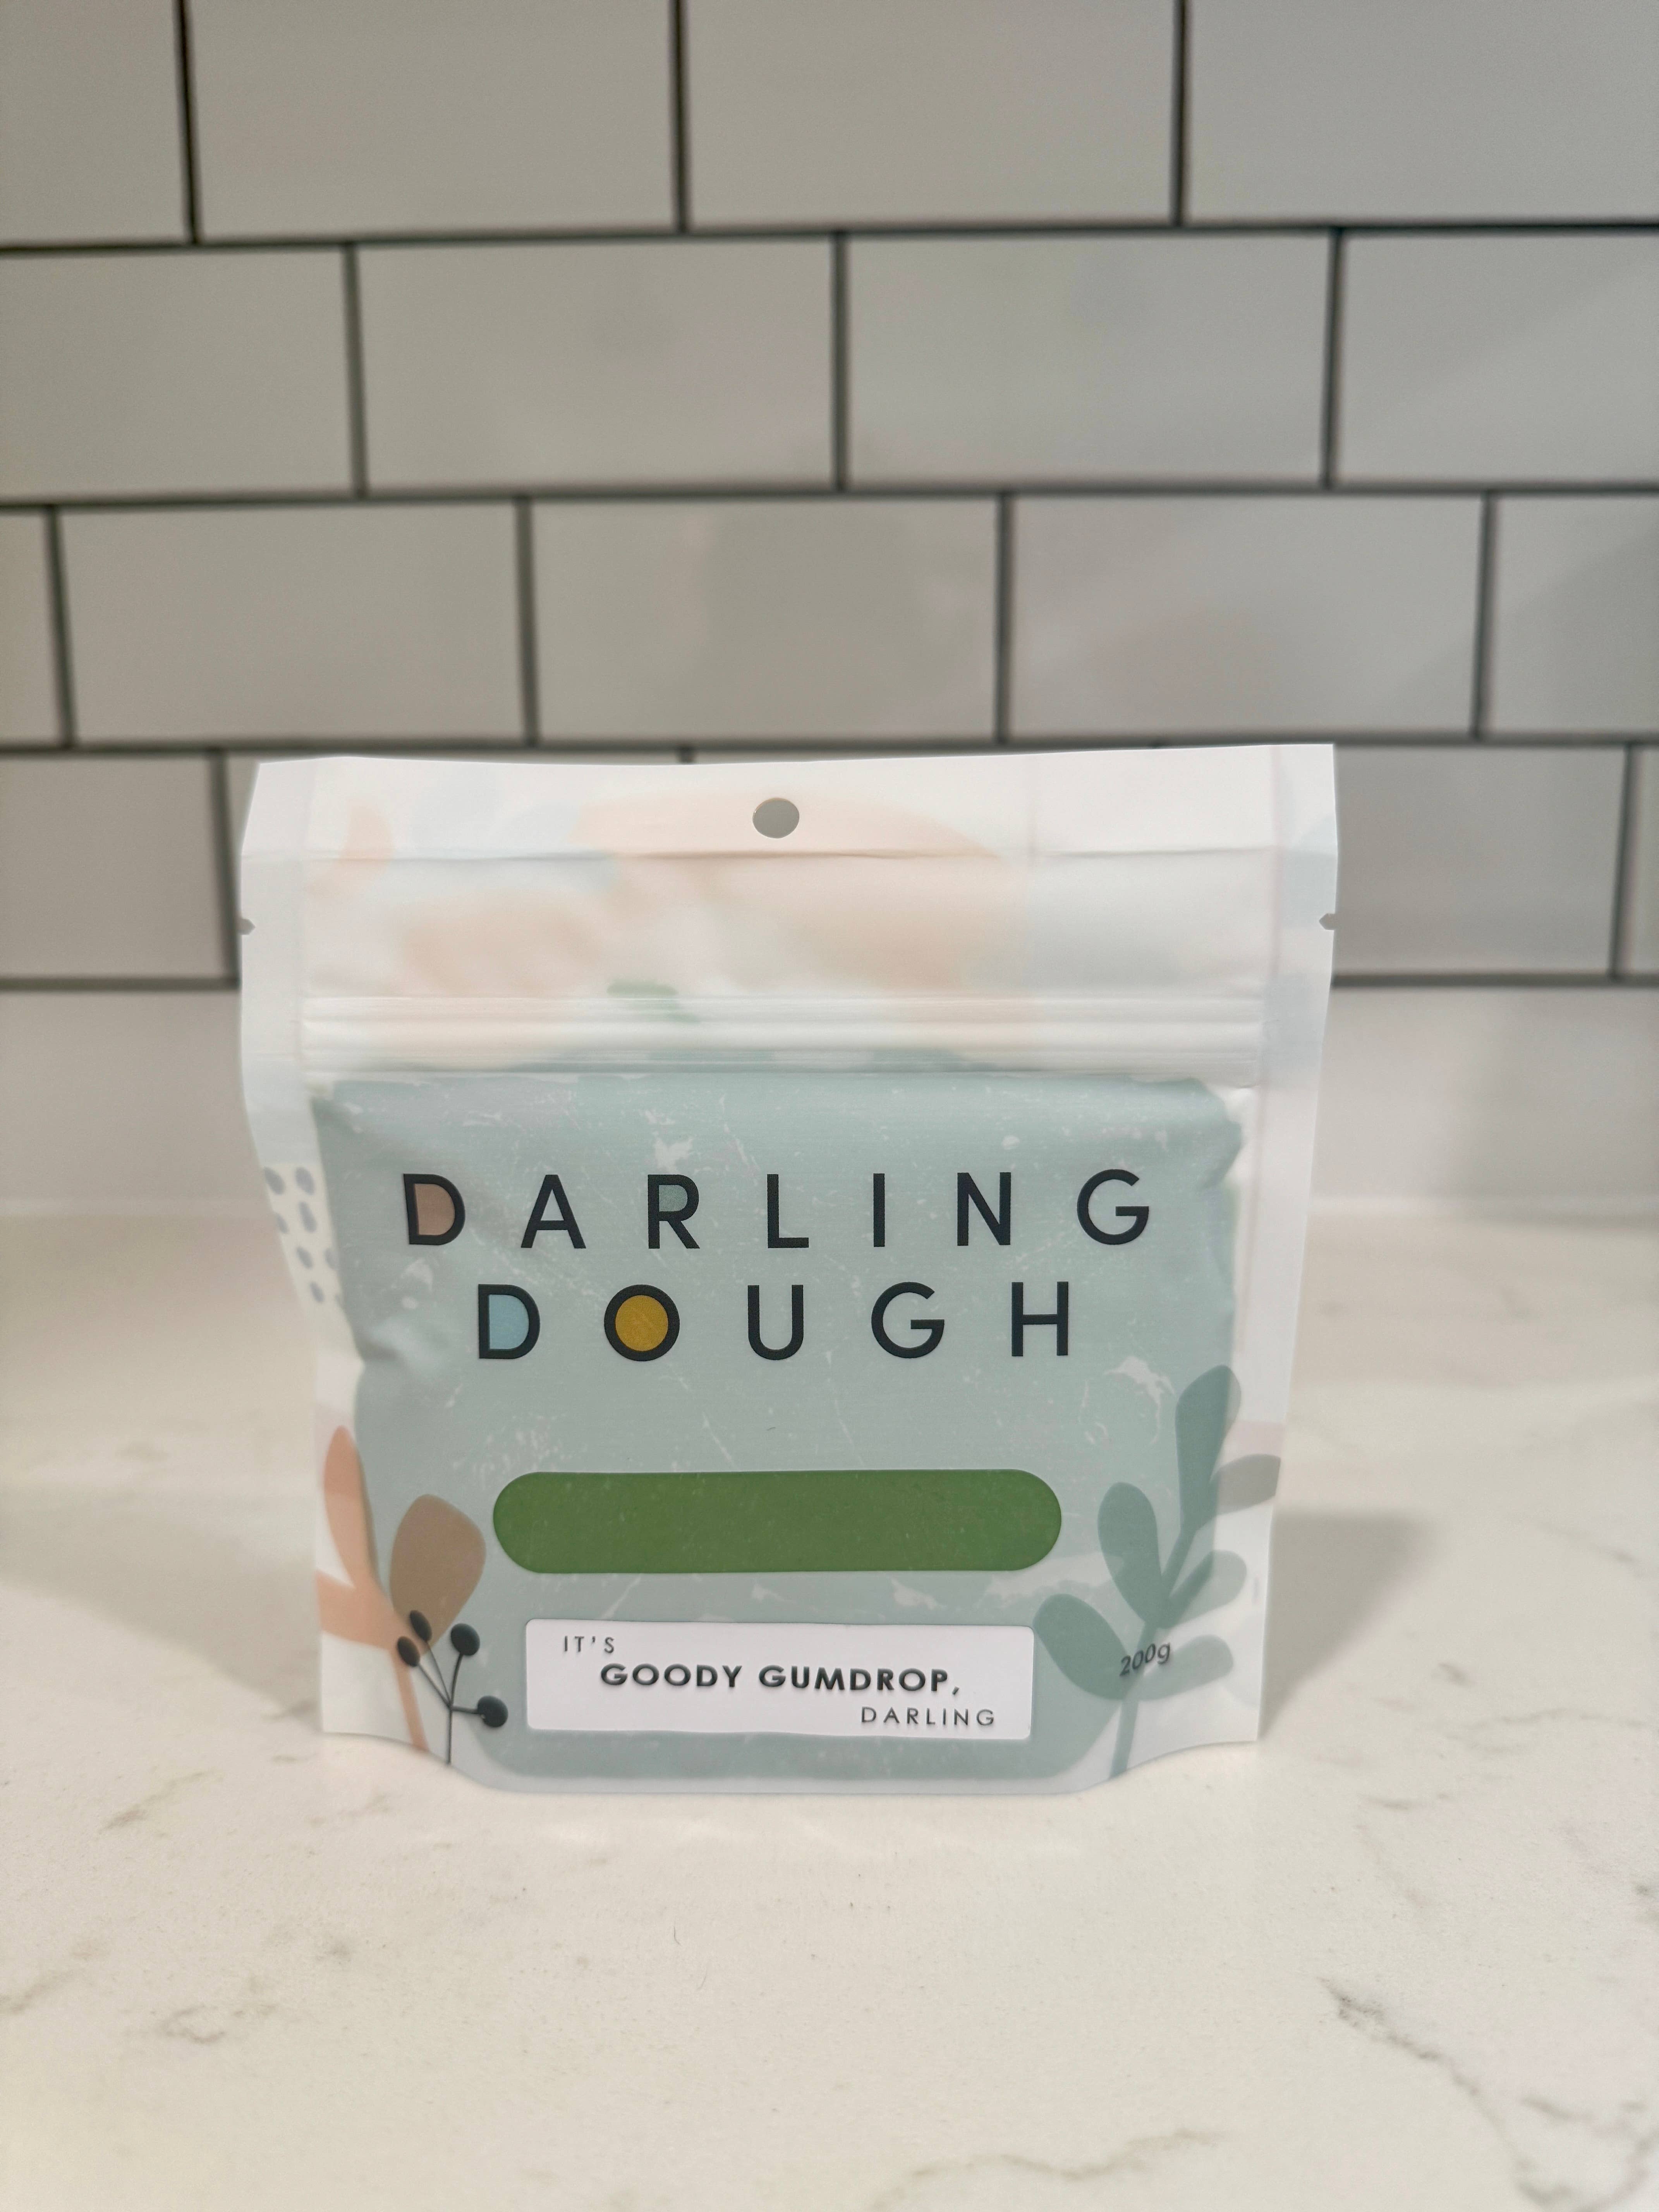 DARLING
DOUGH
IT'S
GOODY GUMDROP,
DARLING
200g